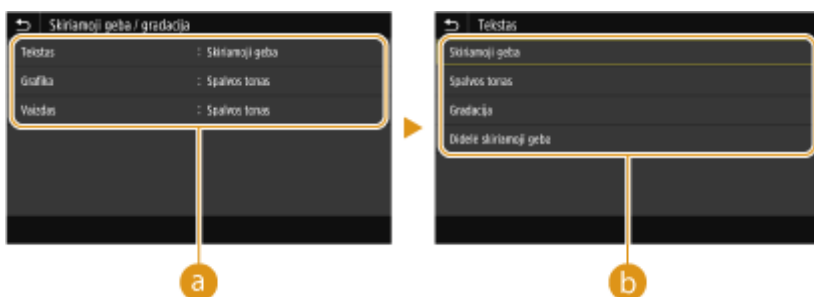 Skiriamoji geba / gradacija
Tekstas : Skiriamoji geba
Grafika : Spalvos tonas
Vaizdas : Spalvos tonas
a
Tekstas
Skiriamoji geba
Spalvos tonas
Gradacija
Didelė skiriamoji geba
b